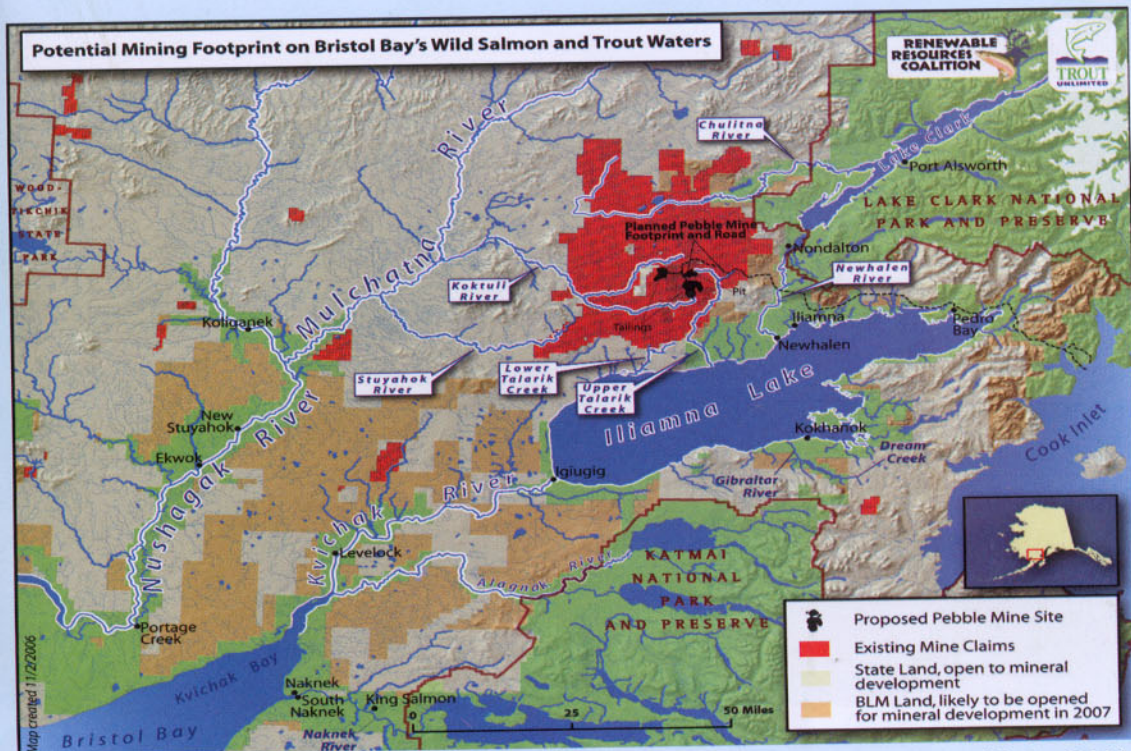 Potential Mining Footprint on Bristol Bay's Wild Salmon and Trout Waters
RENEWABLE
RESOURCES
COALITION
TROUT
UNLIMITED
Chulitna
River
Lake Clark
Port Alsworth
LAKE CLARK NATIONAL
PARK AND PRESERVE
WOOD-
TIKCHIK
STATE
PARK
Mulchatna River
Planned Pebble Mine
Footprint and Road
Nondalton
Newhalen
River
Koktuli
River
Pit
Iliamna
Pedro
Bay
Koliganek
Tailings
Newhalen
Stuyahok
River
Lower
Talarik
Creek
Upper
Talarik
Creek
Iliamna Lake
New
Stuyahok
Kokhanok
Dream
Creek
Cook Inlet
Ekwok
Nushagak River
Igiugig
Gibraltar
River
Kvichak River
Levelock
Alagnak River
KATMAI
NATIONAL
PARK
AND PRESERVE
Portage
Creek
Kvichak Bay
Naknek
South
Naknek
King Salmon
Naknek
River
Bristol Bay
0 25 50 Miles
Proposed Pebble Mine Site
Existing Mine Claims
State Land, open to mineral
development
BLM Land, likely to be opened
for mineral development in 2007
Map created 11/2/2006